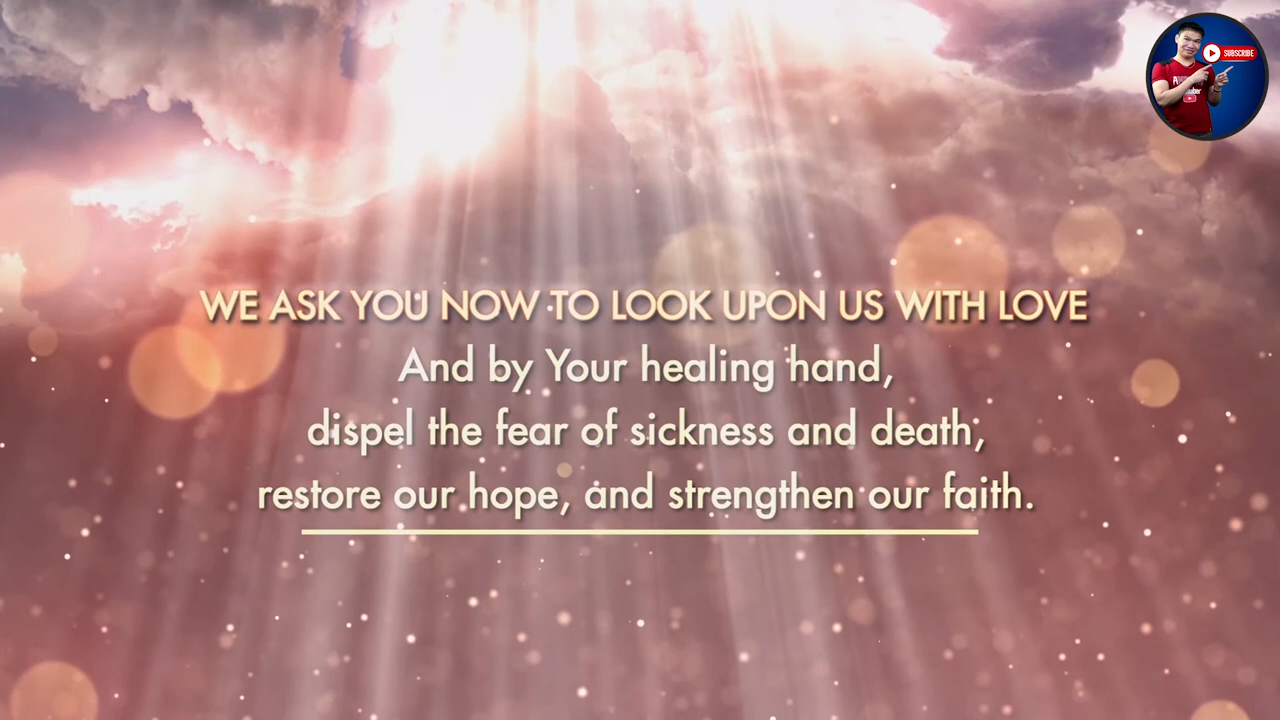 SUBSCRIBE
WE ASK YOU NOW TO LOOK UPON US WITH LOVE
And by Your healing hand,
dispel the fear of sickness and death,
restore our hope, and strengthen our faith.